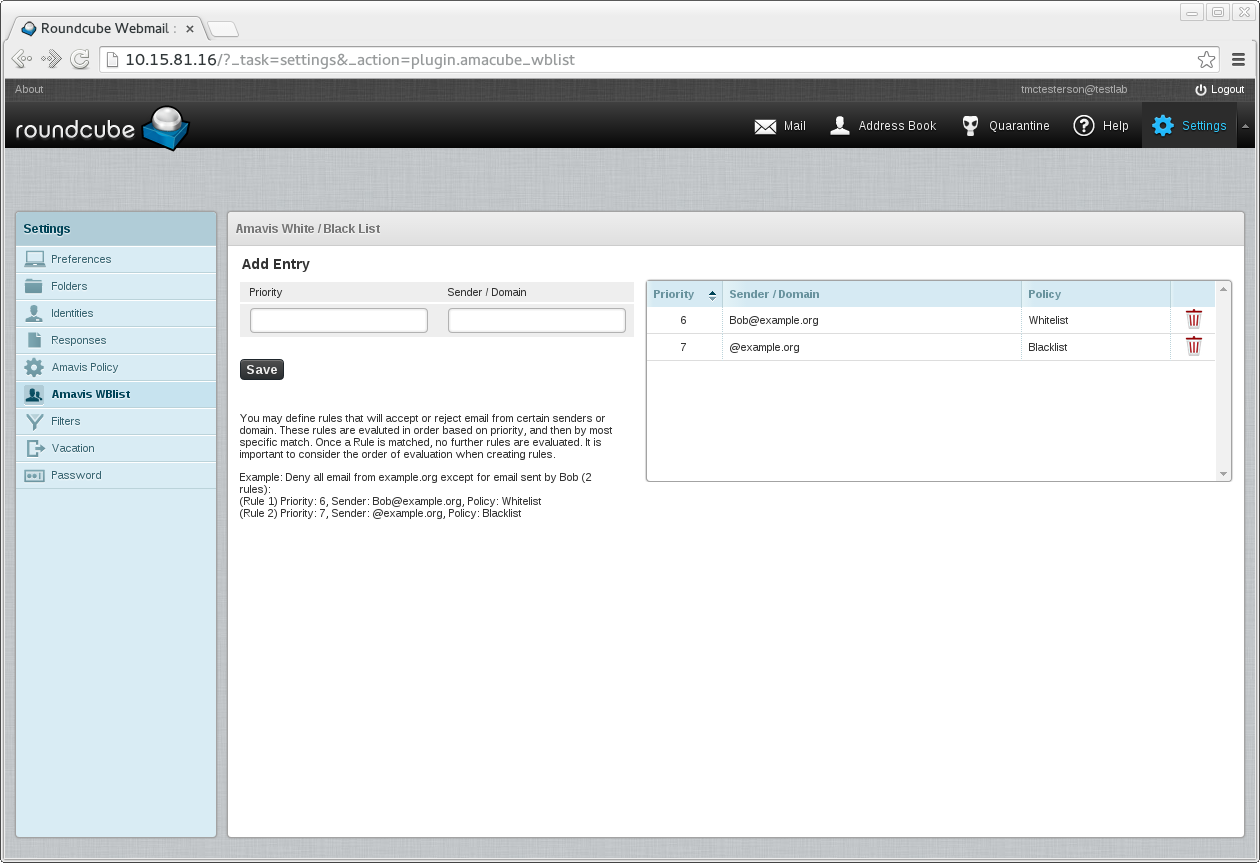 Roundcube Webmail :
10.15.81.16/?_task=settings&_action=plugin.amacube_wblist
About
tmctesterson@testlab
Logout
roundcube
Mail
Address Book
Quarantine
Help
Settings
Settings
Preferences
Folders
Identities
Responses
Amavis Policy
Amavis WBlist
Filters
Vacation
Password
Amavis White / Black List
Add Entry
Priority Sender / Domain
Save
You may define rules that will accept or reject email from certain senders or
domain. These rules are evaluted in order based on priority, and then by most
specific match. Once a Rule is matched, no further rules are evaluated. It is
important to consider the order of evaluation when creating rules.
Example: Deny all email from example.org except for email sent by Bob (2
rules):
(Rule 1) Priority: 6, Sender: Bob@example.org, Policy: Whitelist
(Rule 2) Priority: 7, Sender: @example.org, Policy: Blacklist
Priority Sender / Domain Policy
6 Bob@example.org Whitelist
7 @example.org Blacklist